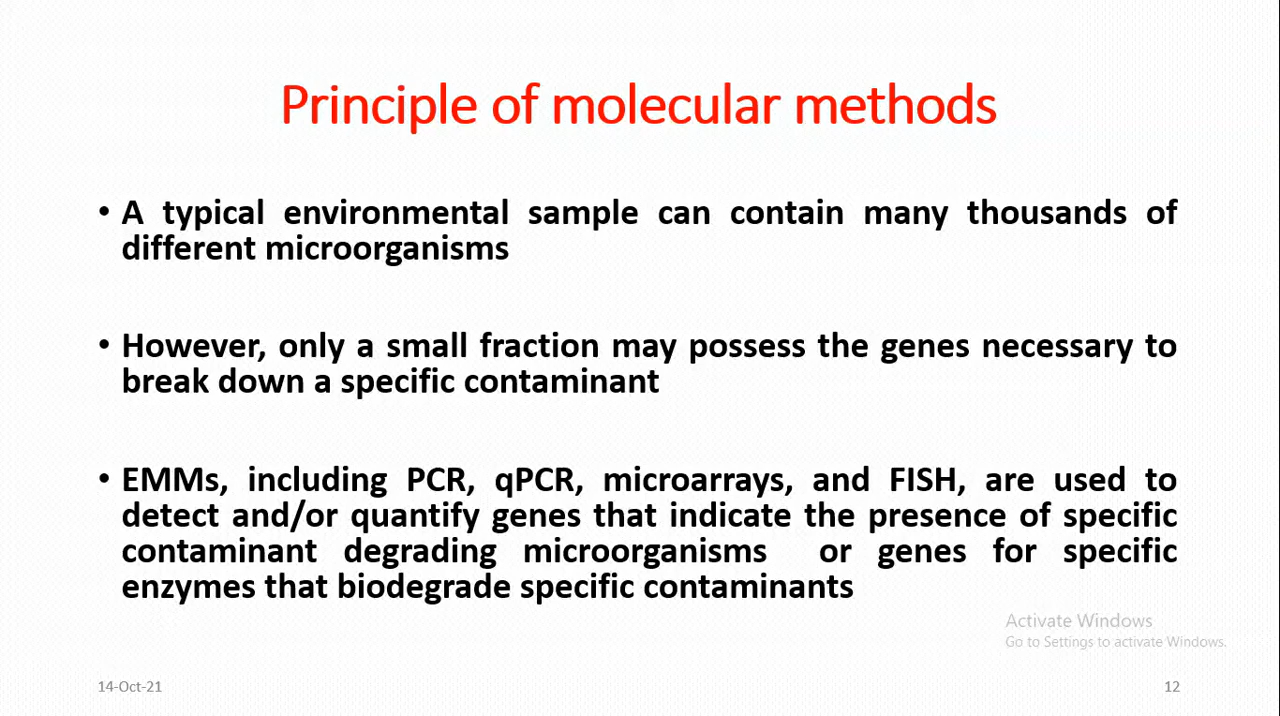 Principle of molecular methods
• A typical environmental sample can contain many thousands of
different microorganisms
• However, only a small fraction may possess the genes necessary to
break down a specific contaminant
• EMMs, including PCR, qPCR, microarrays, and FISH, are used to
detect and/or quantify genes that indicate the presence of specific
contaminant degrading microorganisms or genes for specific
enzymes that biodegrade specific contaminants
Activate Windows
Go to Settings to activate Windows.
14-Oct-21
12